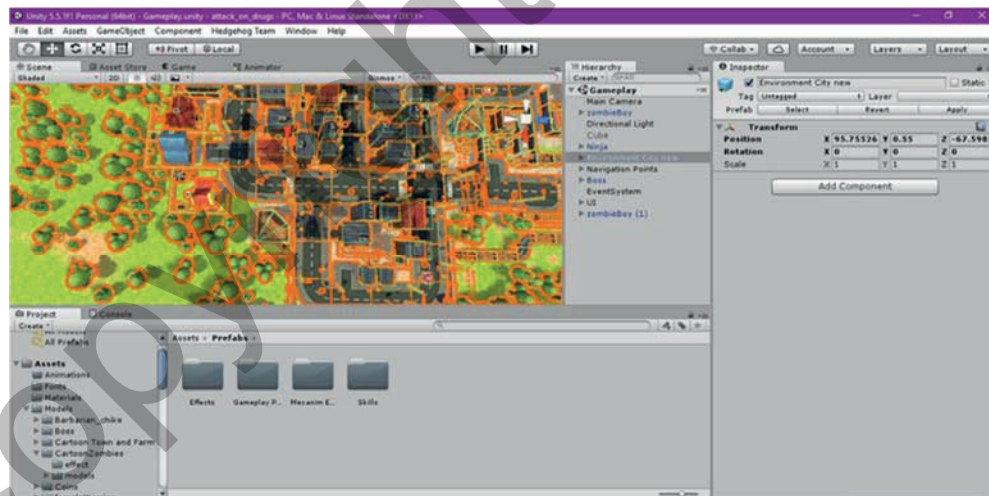 Unity 5.5.1f1 Personal (64bit) - Gameplay.unity - attack_on_drugs - PC, Mac & Linux Standalone <DX11>
File Edit Assets GameObject Component Hedgehog Team Window Help
Pivot Local Collab Account Layers Layout
Scene Asset Store Game Animator
Shaded 2D Gizmos All
Hierarchy
Create All
Gameplay
Main Camera
zombieBoy
Directional Light
Cube
Ninja
Environment City new
Navigation Points
Boss
EventSystem
UI
zombieBoy (1)
Inspector
Environment City new Static
Tag Untagged Layer
Prefab Select Revert Apply
Transform
Position X 95.75526 Y 0.55 Z -67.598
Rotation X 0 Y 0 Z 0
Scale X 1 Y 1 Z 1
Add Component
Project Console
Create
All Prefabs
Assets
Animations
Fonts
Materials
Models
Barbarian_chike
Boss
Cartoon Town and Farm
CartoonZombies
effect
models
Coins
Assets Prefabs
Effects Gameplay P... Mecanim E... Skills
Copyright